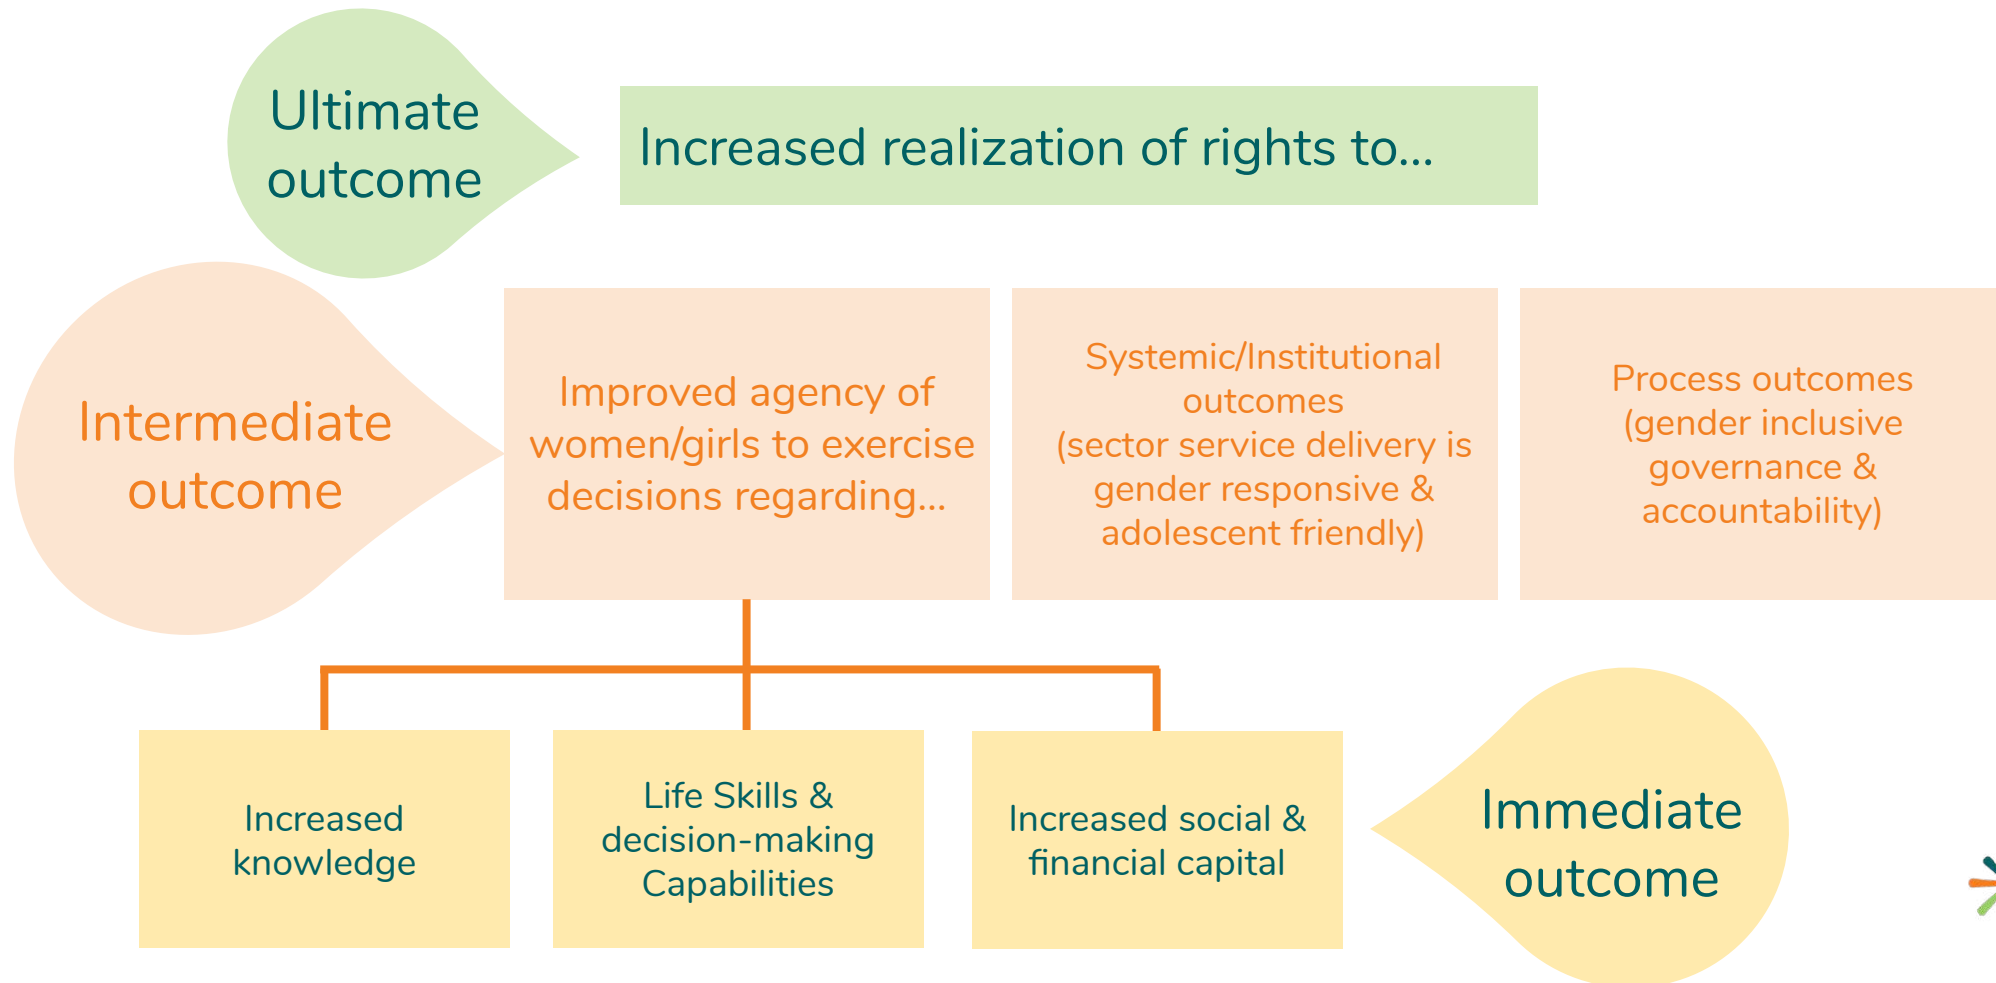 Ultimate
outcome
Increased realization of rights to...
Intermediate
outcome
Improved agency of
women/girls to exercise
decisions regarding...
Systemic/Institutional
outcomes
(sector service delivery is
gender responsive &
adolescent friendly)
Process outcomes
(gender inclusive
governance &
accountability)
Increased
knowledge
Life Skills &
decision-making
Capabilities
Increased social &
financial capital
Immediate
outcome